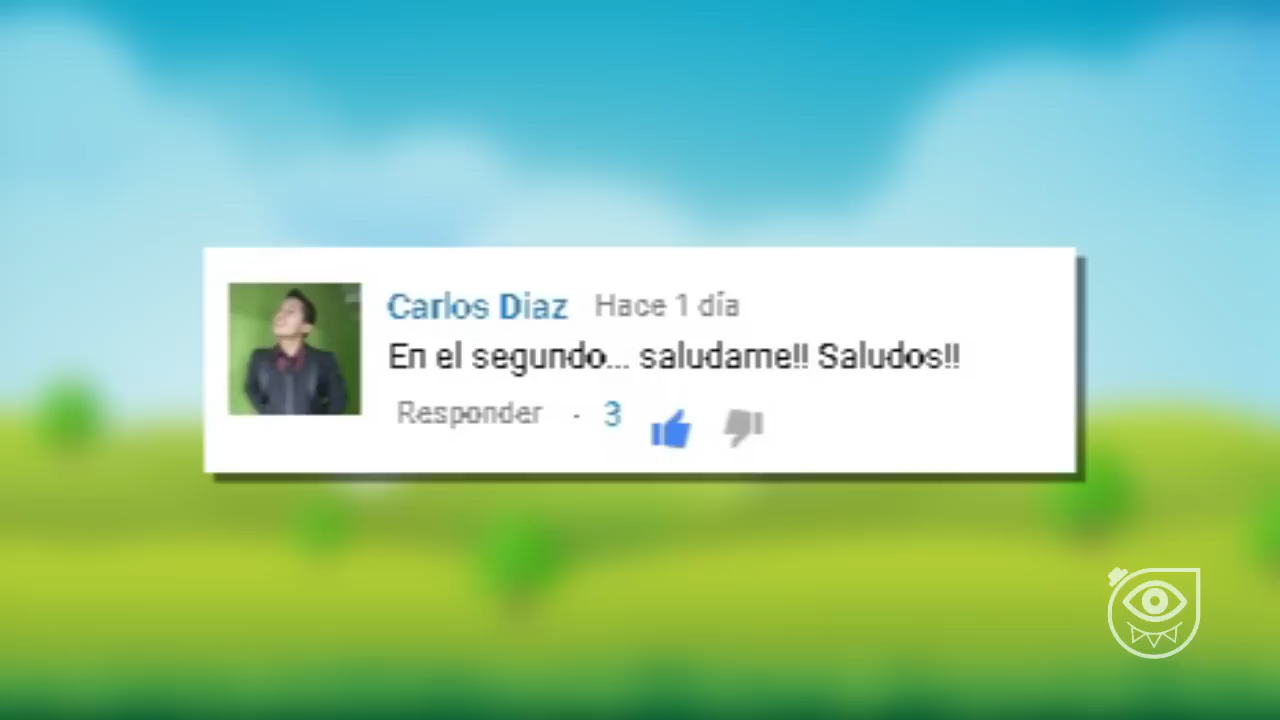 Carlos Diaz Hace 1 día
En el segundo... saludame!! Saludos!!
Responder · 3